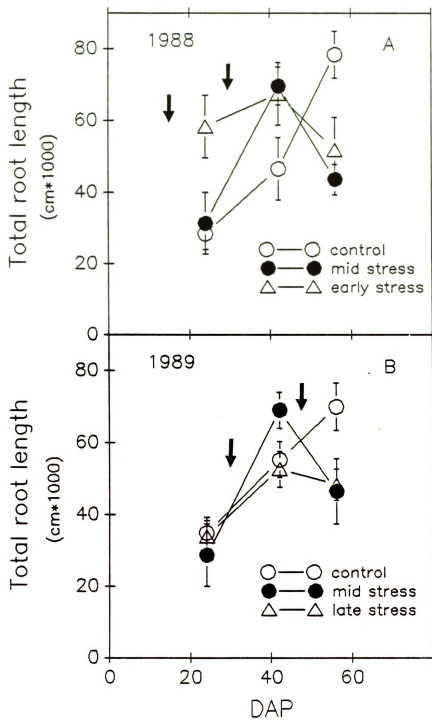 1988
A
Total root length
(cm*1000)
80
60
40
20
0
control
mid stress
early stress
1989
B
Total root length
(cm*1000)
80
60
40
20
0
control
mid stress
late stress
0
20
40
60
DAP